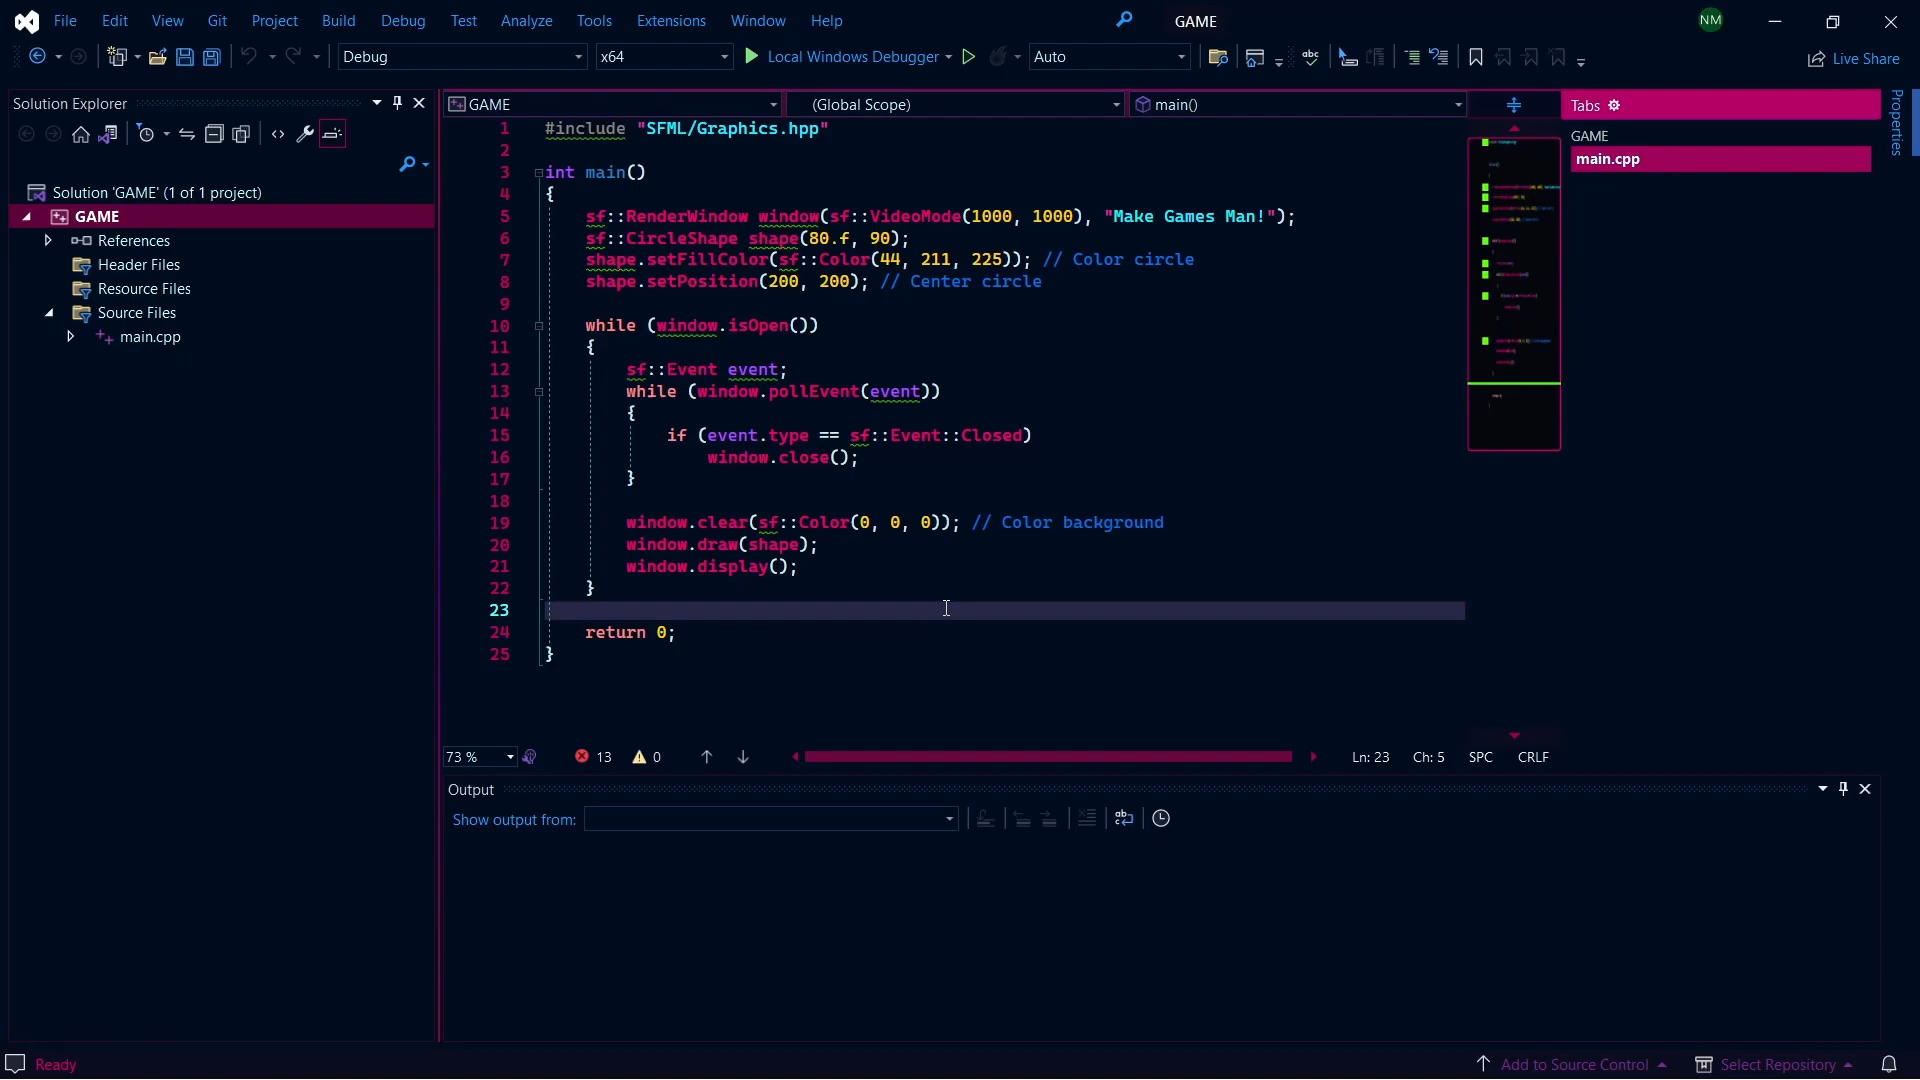 File Edit View Git Project Build Debug Test Analyze Tools Extensions Window Help GAME NM
Debug x64 Local Windows Debugger Auto Live Share
Solution Explorer
Solution 'GAME' (1 of 1 project)
GAME
References
Header Files
Resource Files
Source Files
main.cpp
GAME (Global Scope) main()
1 #include "SFML/Graphics.hpp"
2
3 int main()
4 {
5 sf::RenderWindow window(sf::VideoMode(1000, 1000), "Make Games Man!");
6 sf::CircleShape shape(80.f, 90);
7 shape.setFillColor(sf::Color(44, 211, 225)); // Color circle
8 shape.setPosition(200, 200); // Center circle
9
10 while (window.isOpen())
11 {
12 sf::Event event;
13 while (window.pollEvent(event))
14 {
15 if (event.type == sf::Event::Closed)
16 window.close();
17 }
18
19 window.clear(sf::Color(0, 0, 0)); // Color background
20 window.draw(shape);
21 window.display();
22 }
23
24 return 0;
25 }
Tabs
GAME
main.cpp
Properties
73 % 13 0 Ln: 23 Ch: 5 SPC CRLF
Output
Show output from:
Ready Add to Source Control Select Repository